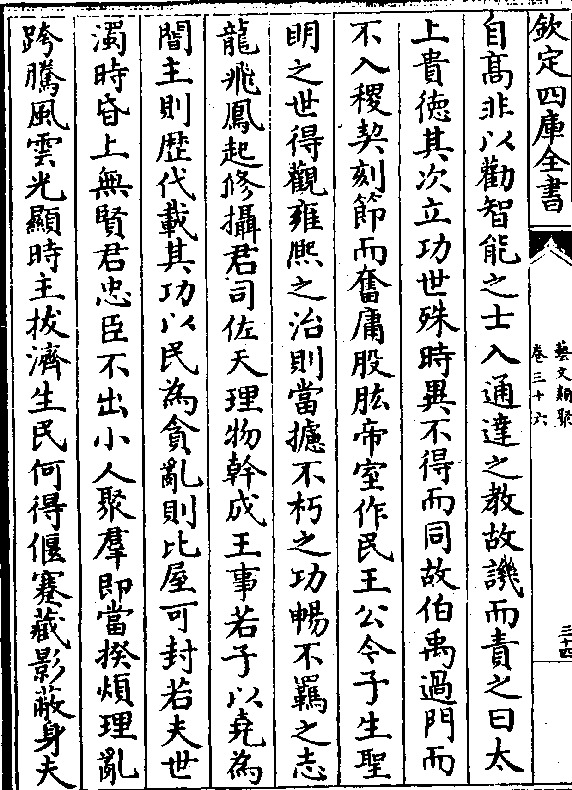 欽定四庫全書
藝文類聚
卷三十六
三十四
自高非以勸智能之士入通達之教故譏而責之曰太
上貴徳其次立功世殊時異不得而同故伯禹過門而
不入稷契刻節而奮庸股肱帝室作民王公今子生聖
明之世得觀雍熙之治則當攄不朽之功暢不羈之志
龍飛鳳起修攝君司佐天理物幹成王事若子以堯為
闇主則歴代載其功以民為貪亂則比屋可封若夫世
濁時昏上無賢君忠臣不出小人聚羣即當揆煩理亂
跨騰風雲光顯時主拔濟生民何得偃蹇藏影蔽身夫